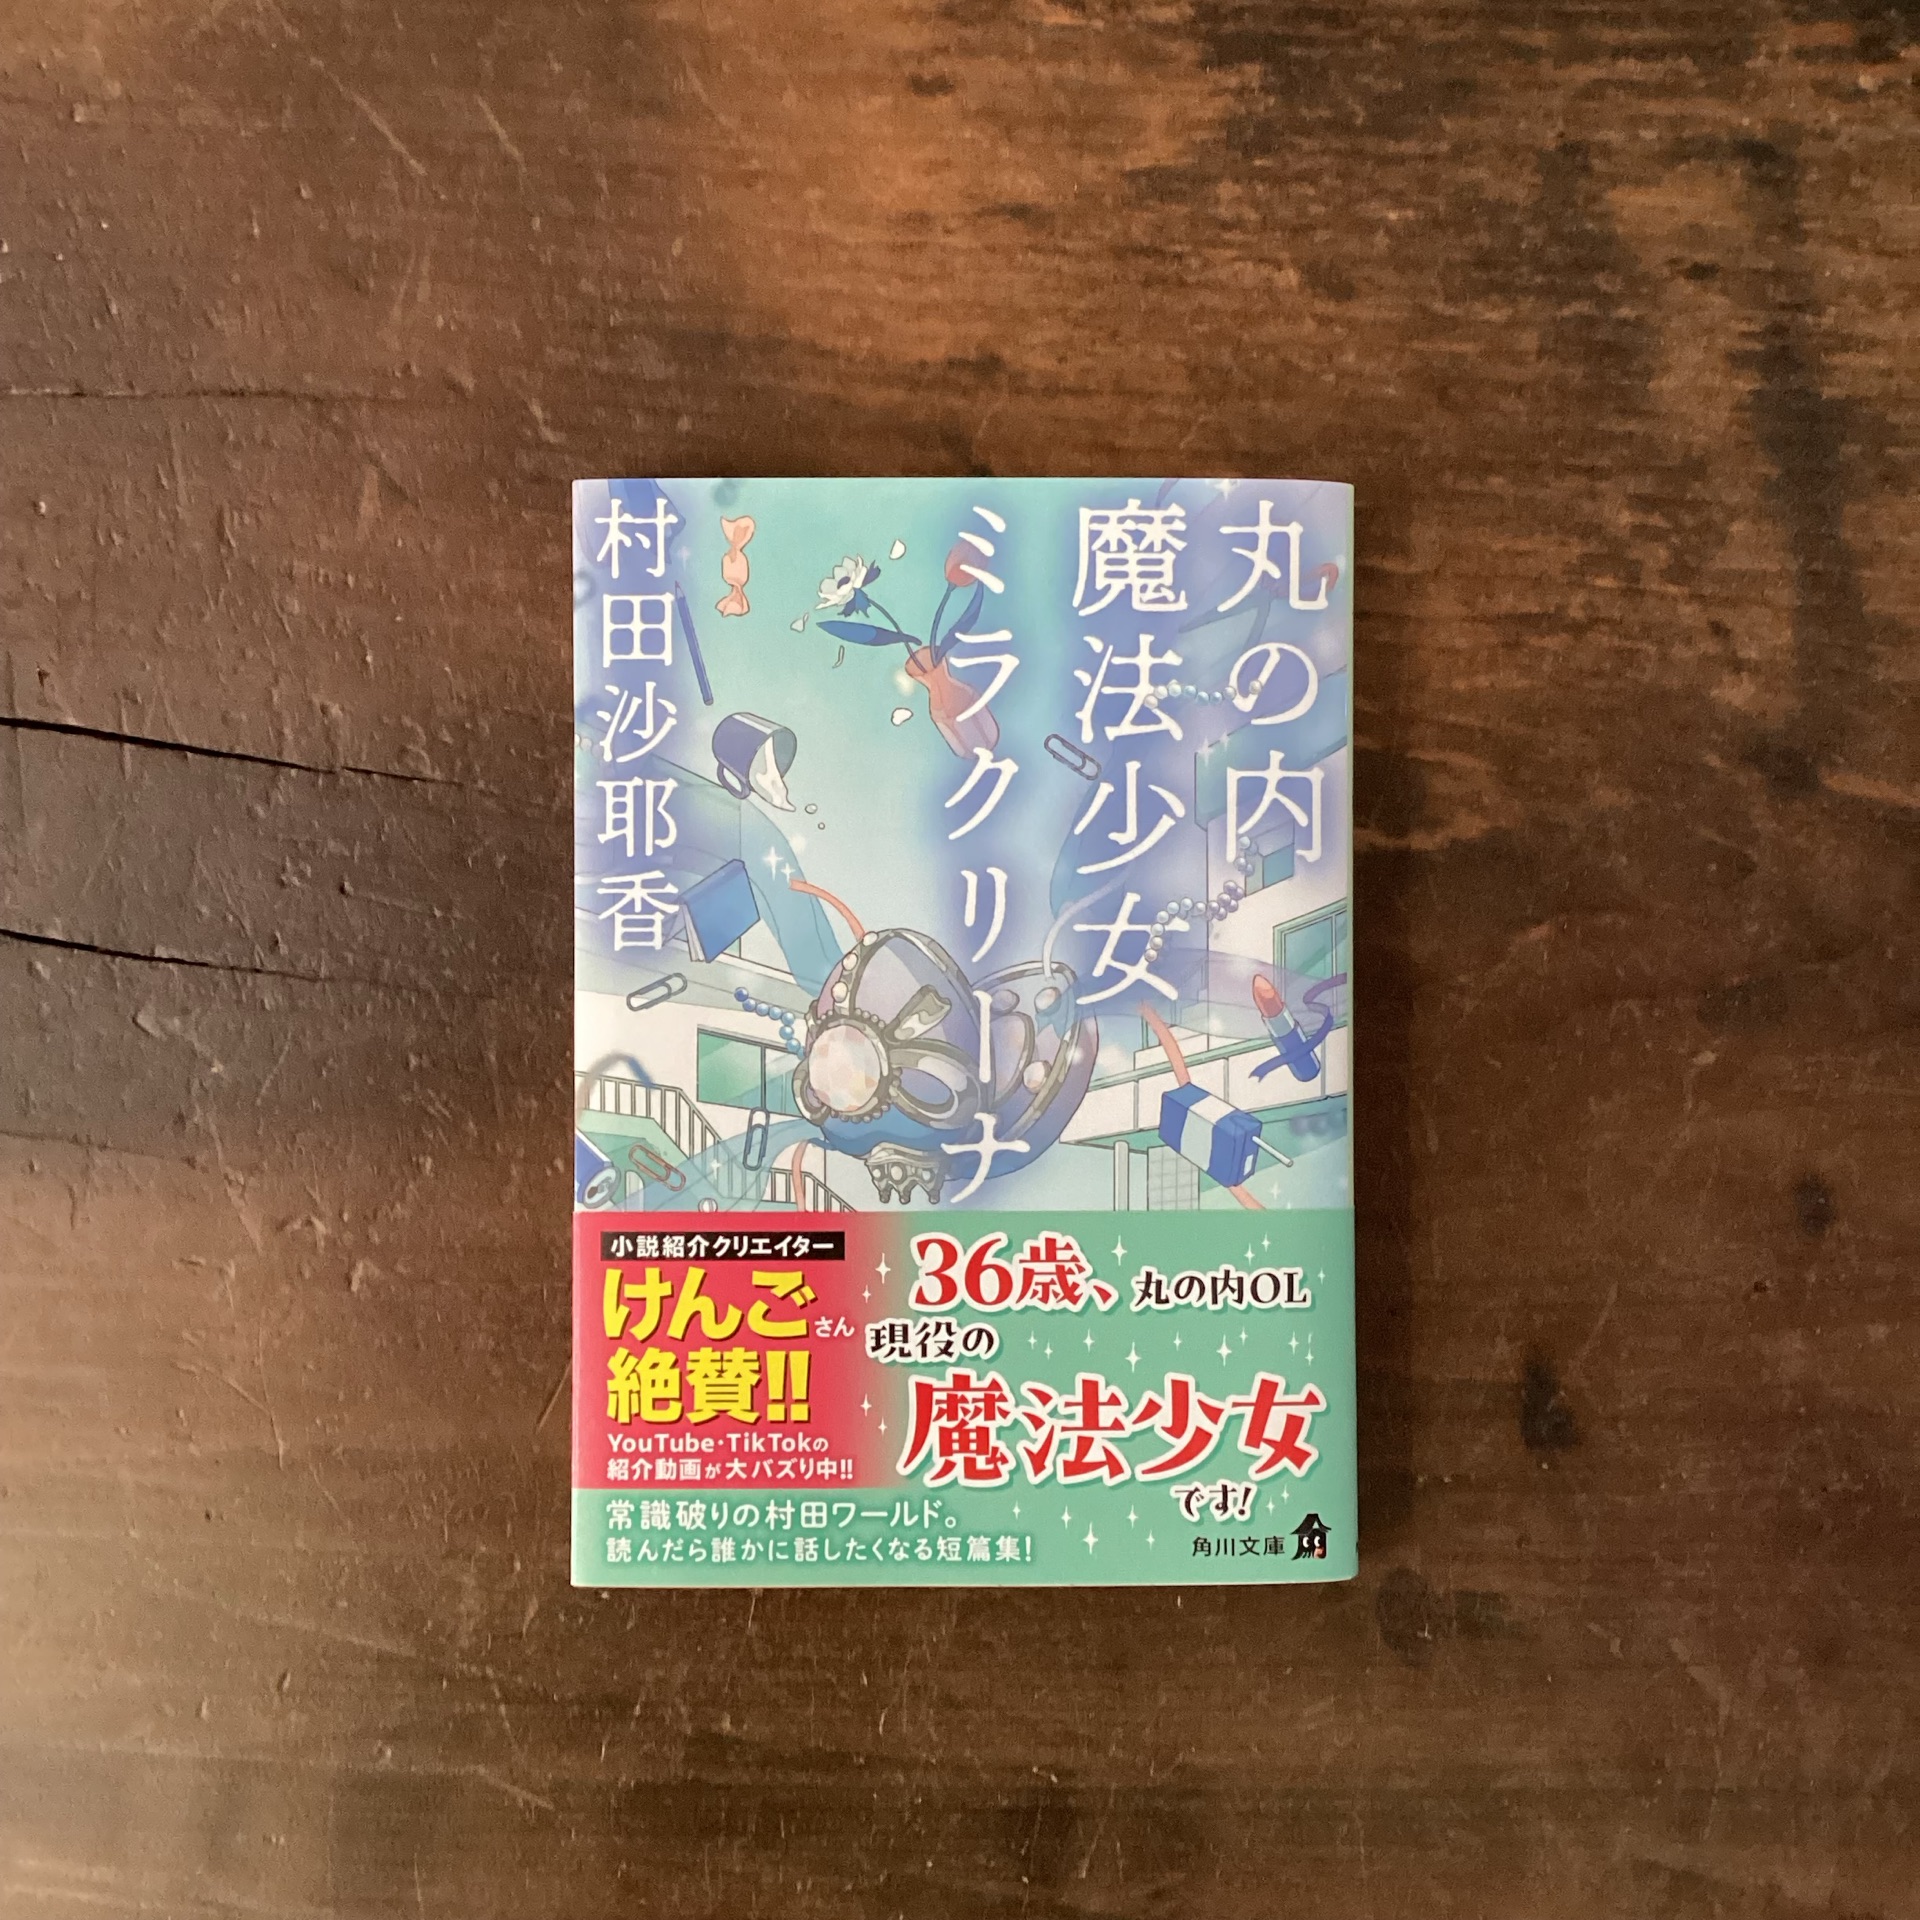 丸の内
魔法少女
ミラクリーナ
村田沙耶香
小説紹介クリエイター
けんごさん
絶賛!!
YouTube・TikTokの
紹介動画が大バズり中!!
36歳、丸の内OL
現役の
魔法少女
です!
常識破りの村田ワールド。
読んだら誰かに話したくなる短篇集!
角川文庫